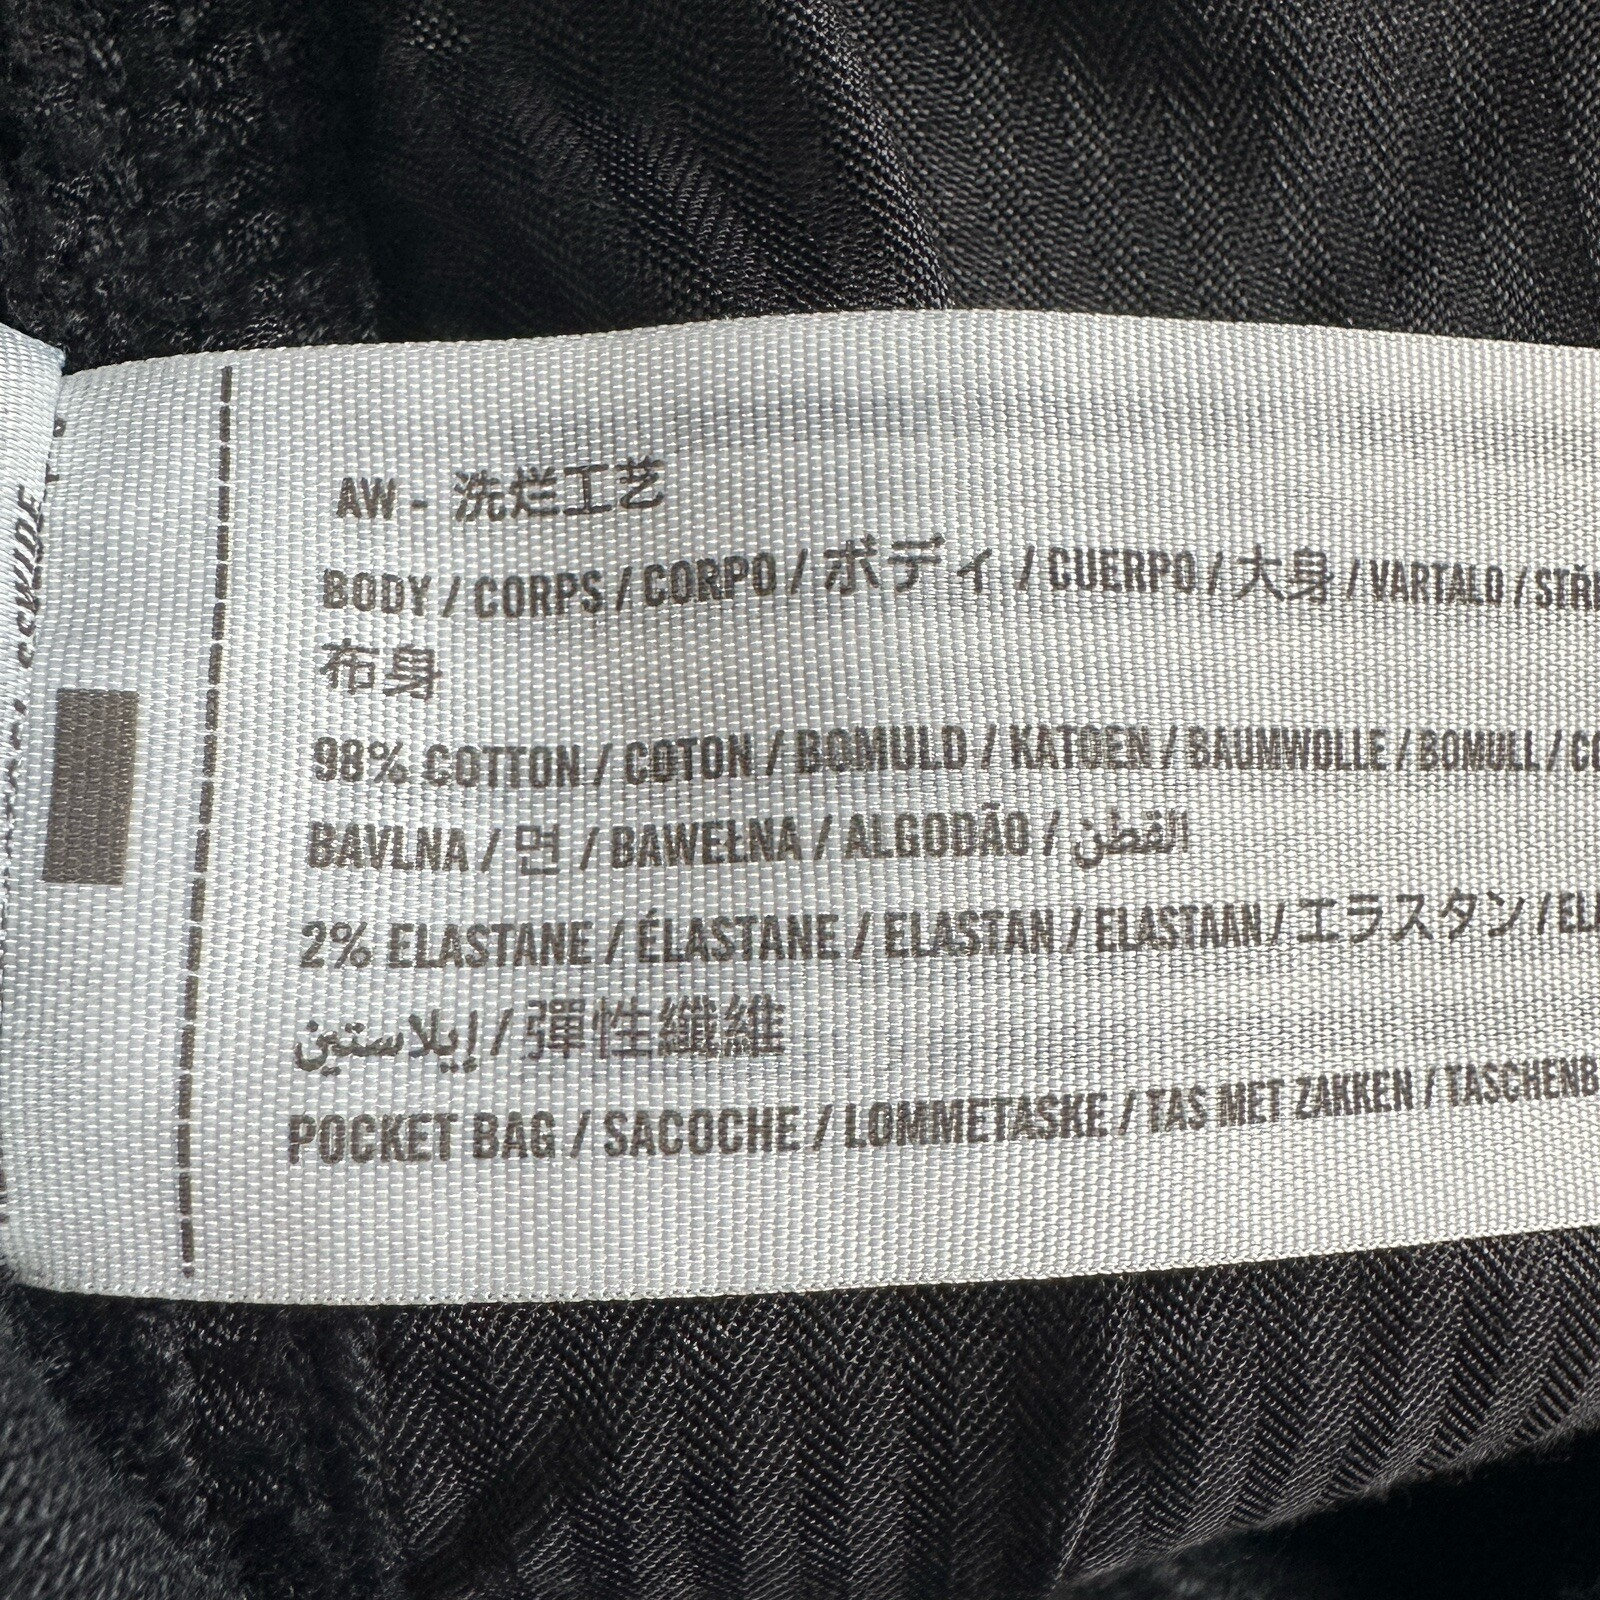 AW - 洗烂工艺
BODY / CORPS / CORPO / ボディ / CUERPO / 大身 / VARTALO /
布身
98% COTTON / COTON / BOMULD / KATOEN / BAUMWOLLE / BOMULL /
BAVLNA / 면 / BAWEŁNA / ALGODÃO / القطن
2% ELASTANE / ÉLASTANE / ELASTAN / ELASTAAN / エラスタン /
إيلاستين / 彈性纖維
POCKET BAG / SACOCHE / LOMMETASKE / TAS MET ZAKKEN /